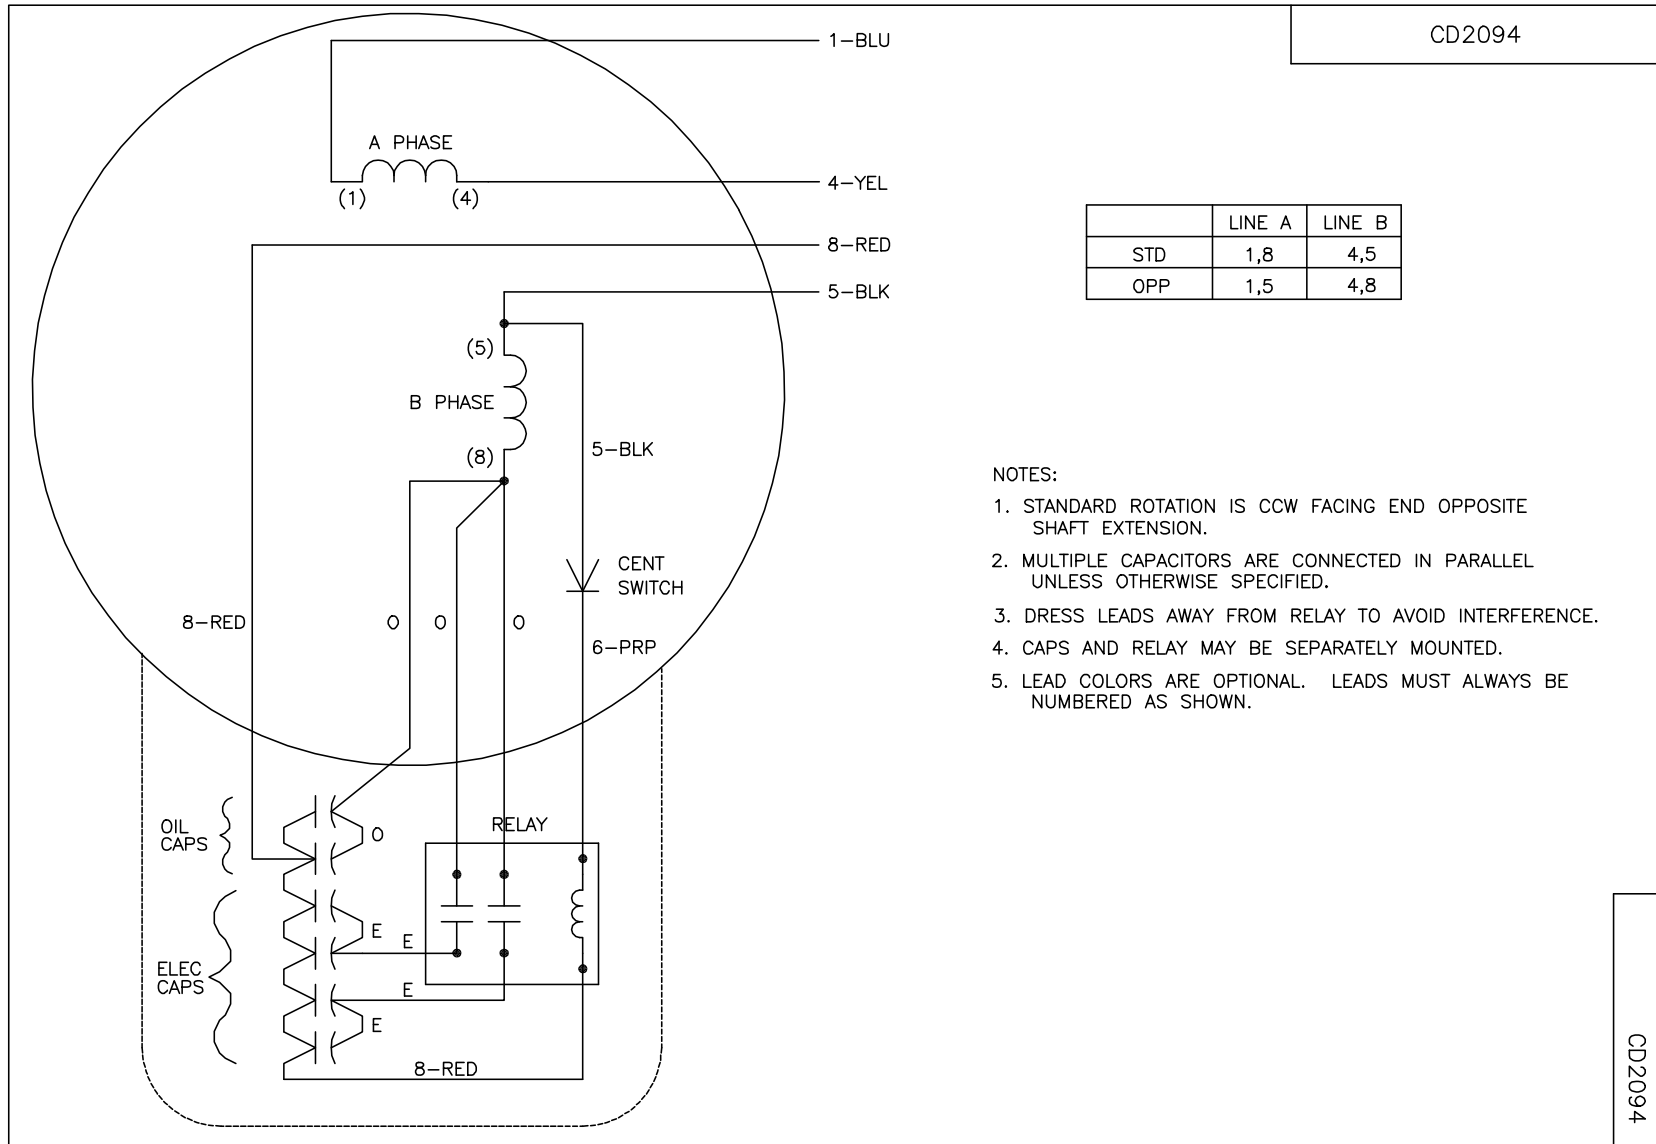 1-BLU
CD2094
A PHASE
(1)
(4)
4-YEL
8-RED
5-BLK
LINE A LINE B
STD 1,8 4,5
OPP 1,5 4,8
(5)
B PHASE
(8)
5-BLK
CENT
SWITCH
8-RED
O O O
6-PRP
NOTES:
1. STANDARD ROTATION IS CCW FACING END OPPOSITE
SHAFT EXTENSION.
2. MULTIPLE CAPACITORS ARE CONNECTED IN PARALLEL
UNLESS OTHERWISE SPECIFIED.
3. DRESS LEADS AWAY FROM RELAY TO AVOID INTERFERENCE.
4. CAPS AND RELAY MAY BE SEPARATELY MOUNTED.
5. LEAD COLORS ARE OPTIONAL. LEADS MUST ALWAYS BE
NUMBERED AS SHOWN.
OIL
CAPS
O
RELAY
E
E
ELEC
CAPS
E
E
8-RED
CD2094